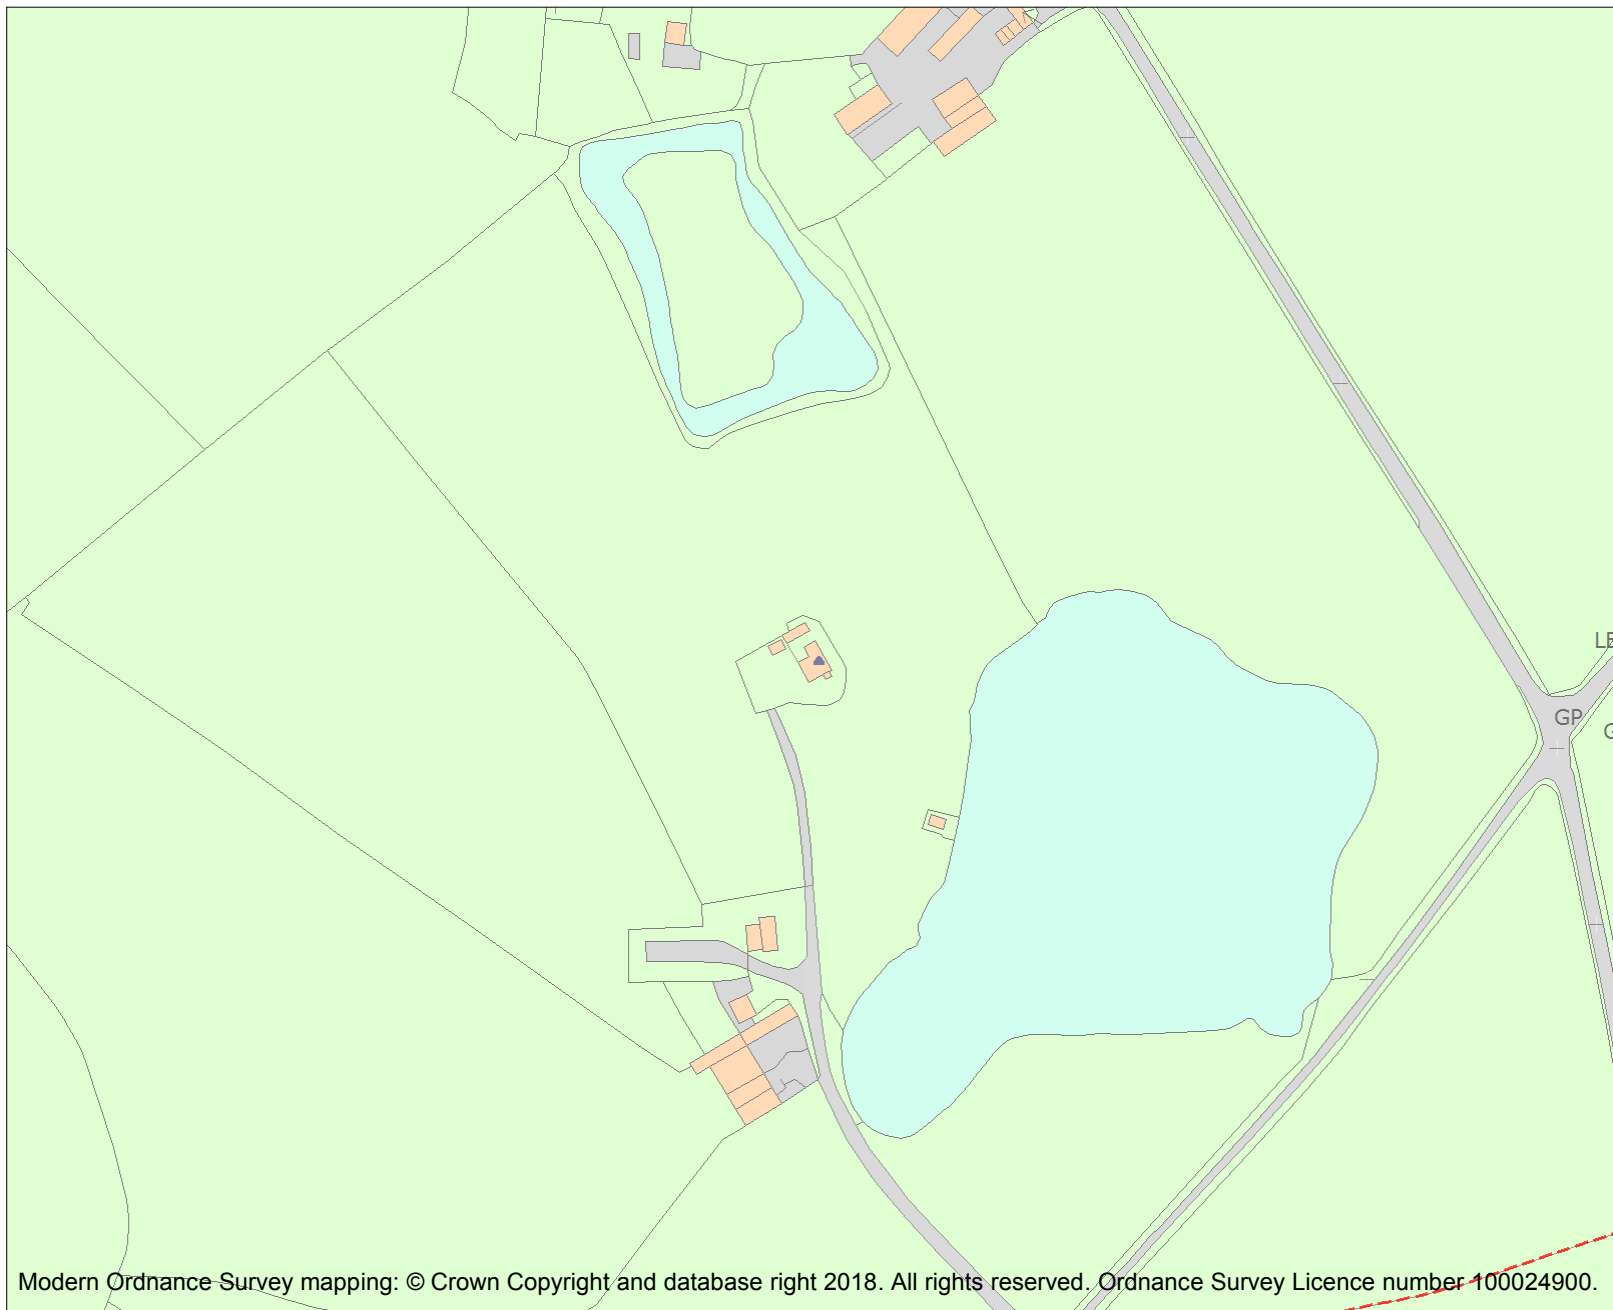 LE
GP
G
Modern Ordnance Survey mapping: © Crown Copyright and database right 2018. All rights reserved. Ordnance Survey Licence number 100024900.